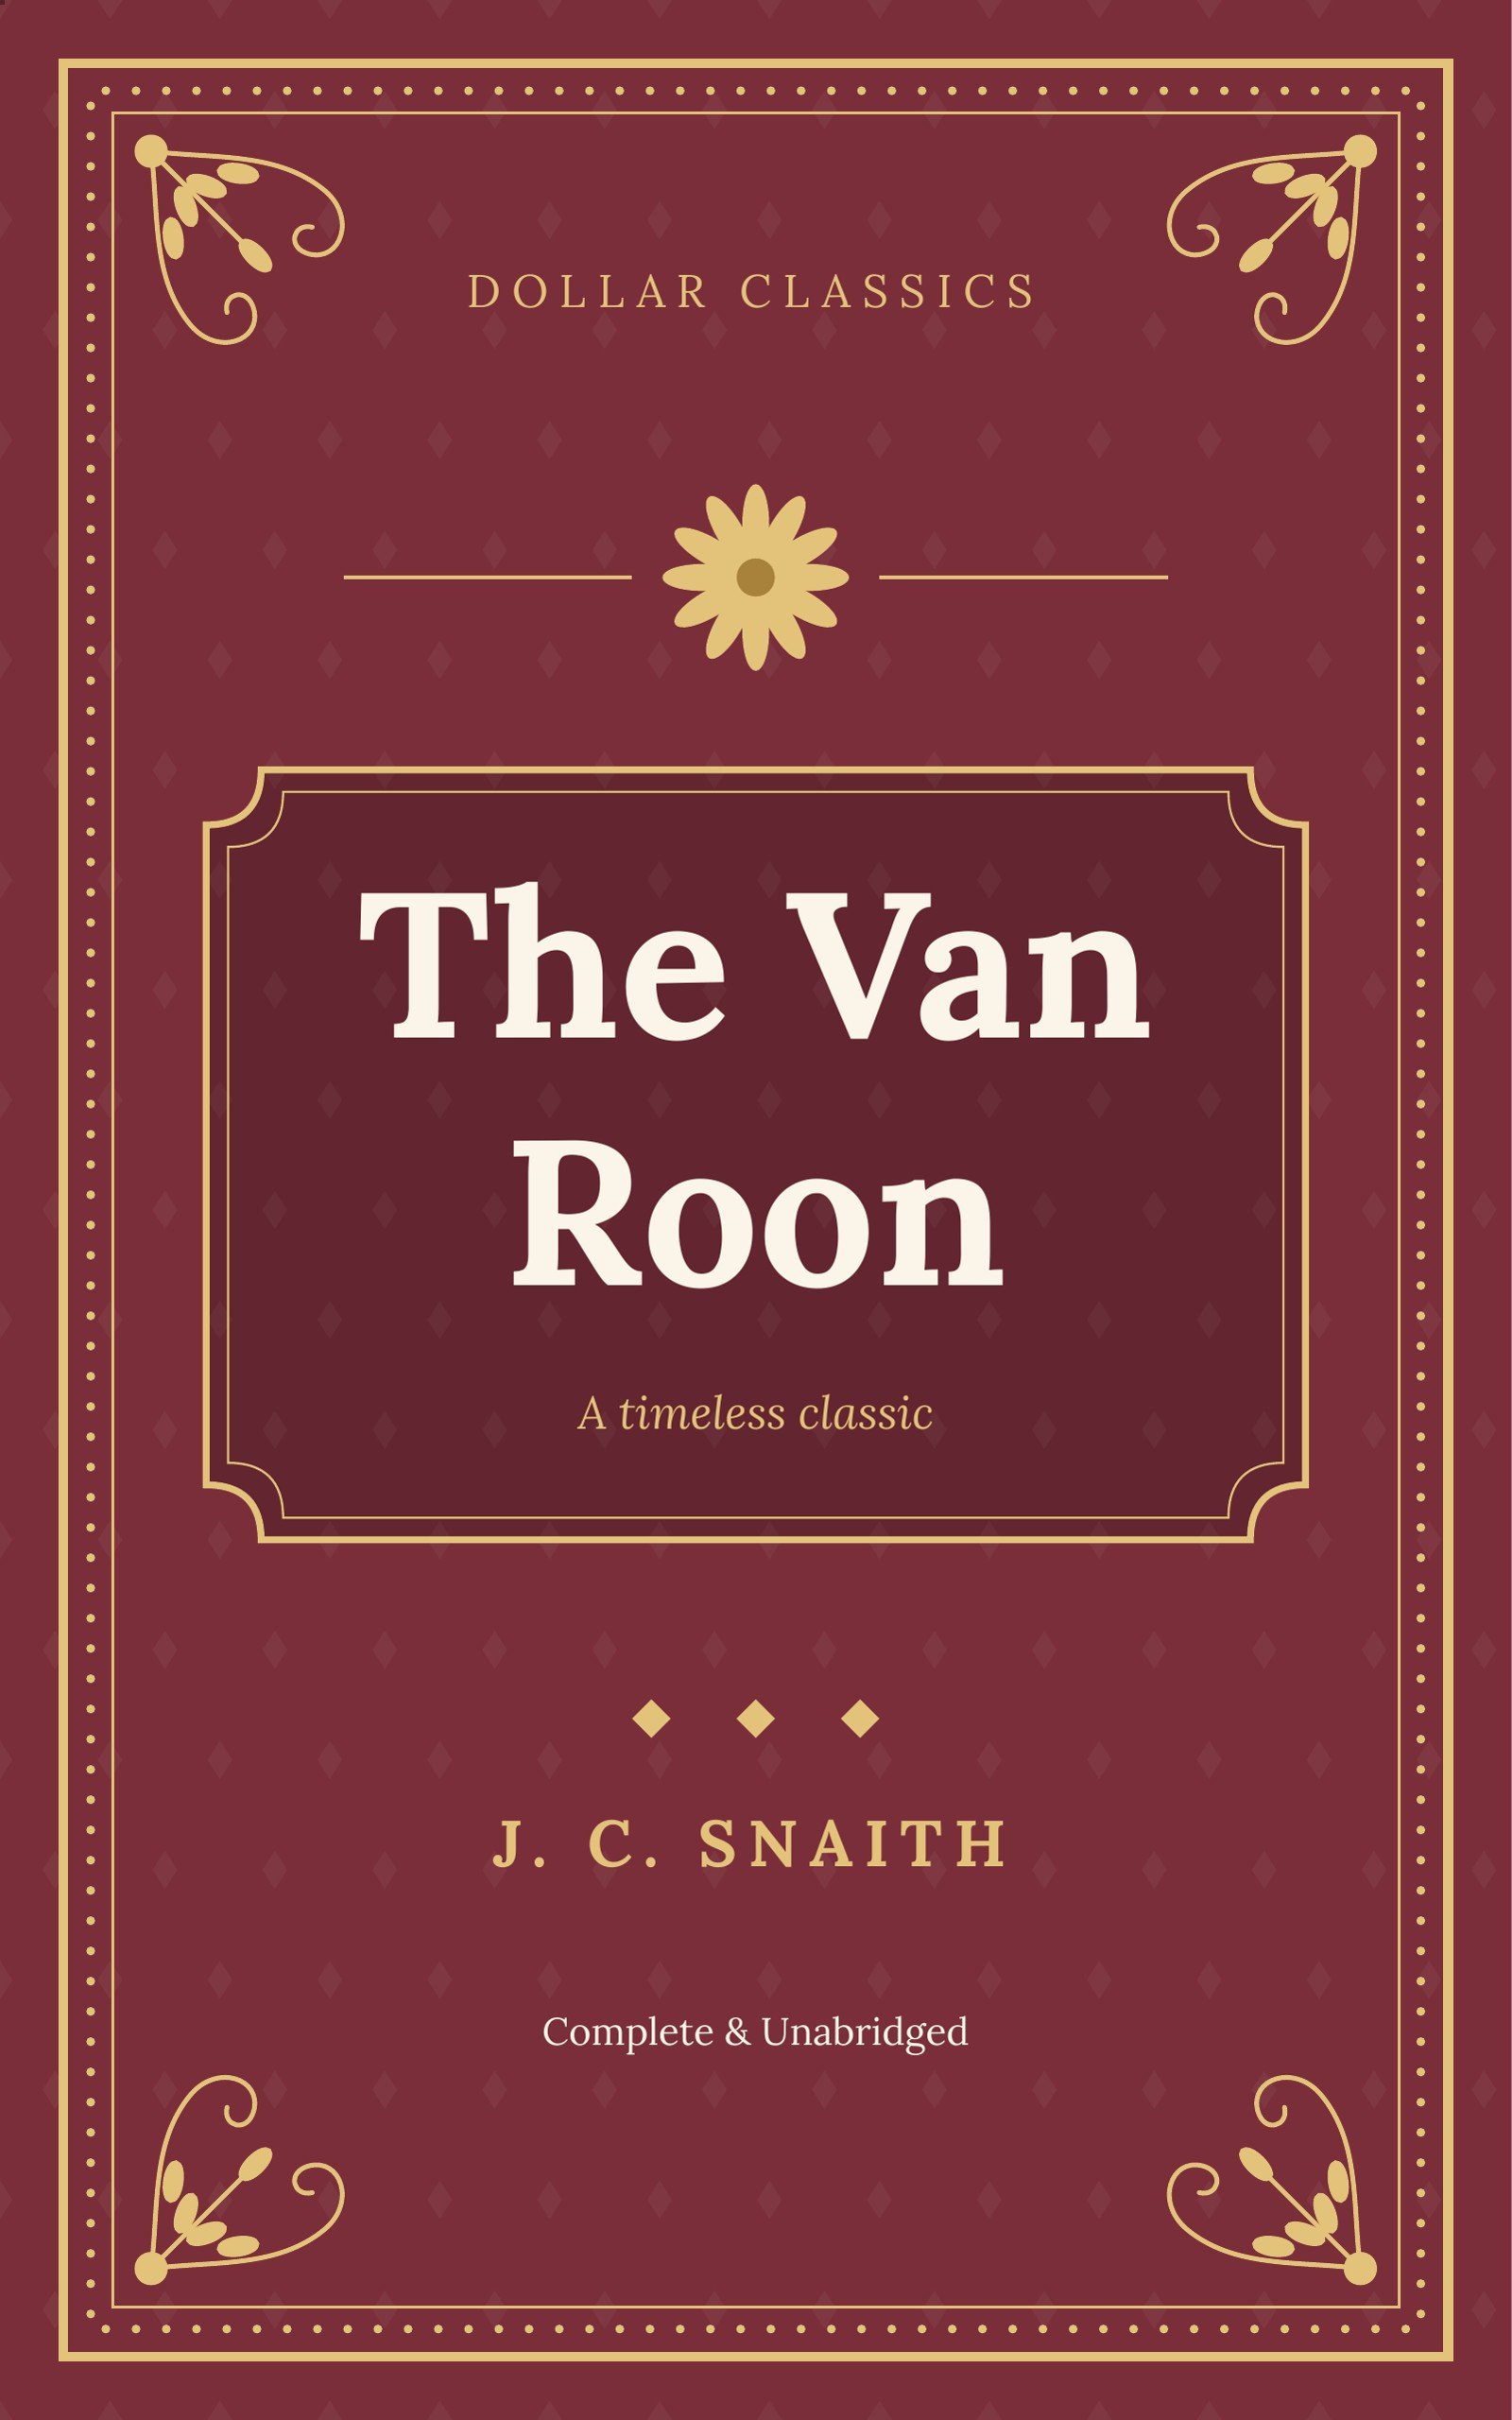 DOLLAR CLASSICS
The Van
Roon
A timeless classic
J. C. SNAITH
Complete & Unabridged